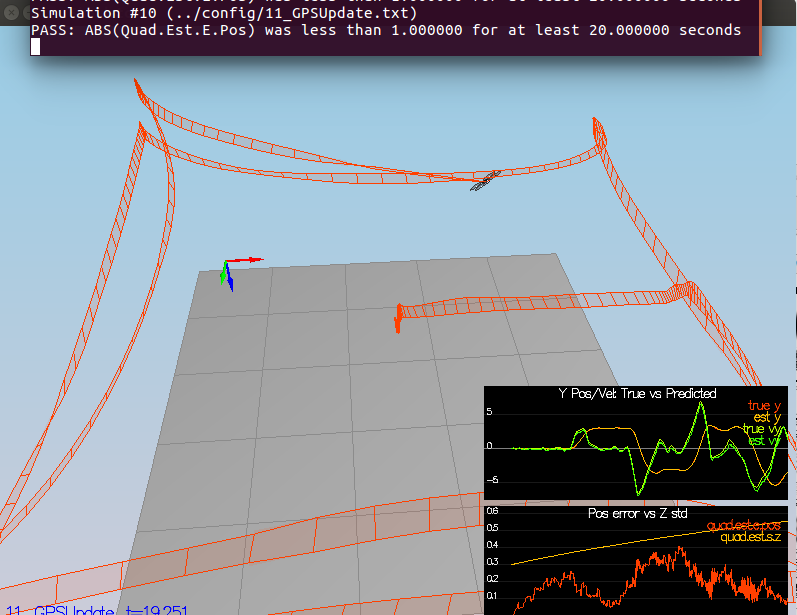 Simulation #10 (../config/11_GPSUpdate.txt)
PASS: ABS(Quad.Est.E.Pos) was less than 1.000000 for at least 20.000000 seconds
Y Pos/Vel: True vs Predicted
true y
est y
true vy
est vy
5
0
-5
Pos error vs Z std
quad.est.e.pos
quad.est.s.z
0.6
0.5
0.4
0.3
0.2
0.1
11_GPSUpdate t=19.251